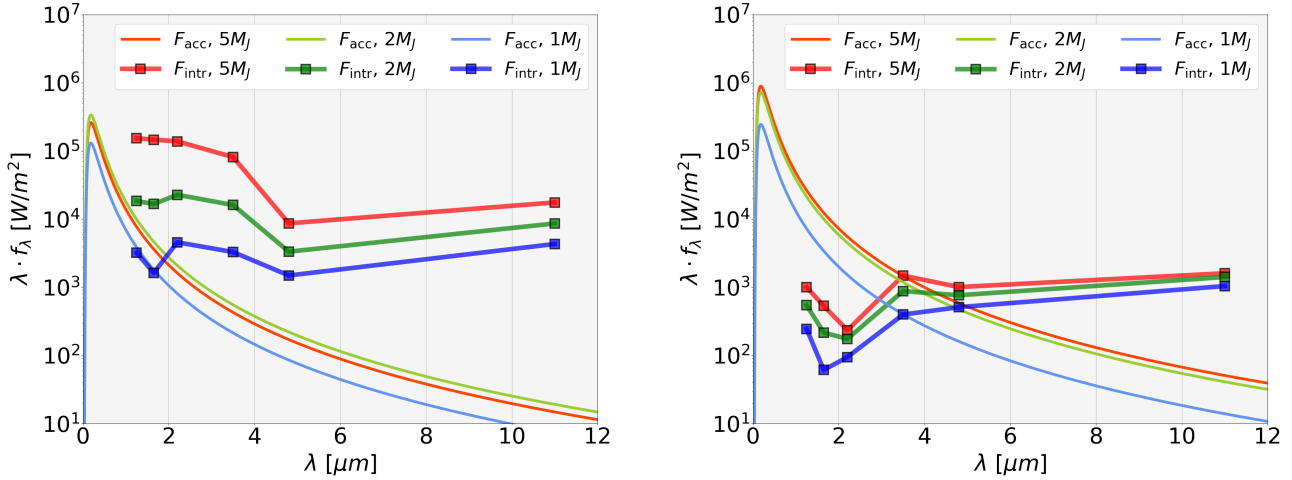 10^7
10^6
10^5
10^4
10^3
10^2
10^1
λ · f_λ [W/m^2]
F_acc, 5M_J F_acc, 2M_J F_acc, 1M_J
F_intr, 5M_J F_intr, 2M_J F_intr, 1M_J
0 2 4 6 8 10 12
λ [μm]
10^7
10^6
10^5
10^4
10^3
10^2
10^1
λ · f_λ [W/m^2]
F_acc, 5M_J F_acc, 2M_J F_acc, 1M_J
F_intr, 5M_J F_intr, 2M_J F_intr, 1M_J
0 2 4 6 8 10 12
λ [μm]